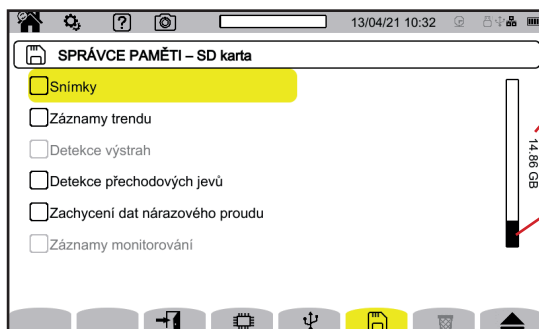 13/04/21 10:32
SPRÁVCE PAMĚTI – SD karta
Snímky
Záznamy trendu
Detekce výstrah
Detekce přechodových jevů
Zachycení dat nárazového proudu
Záznamy monitorování
14.86 GB